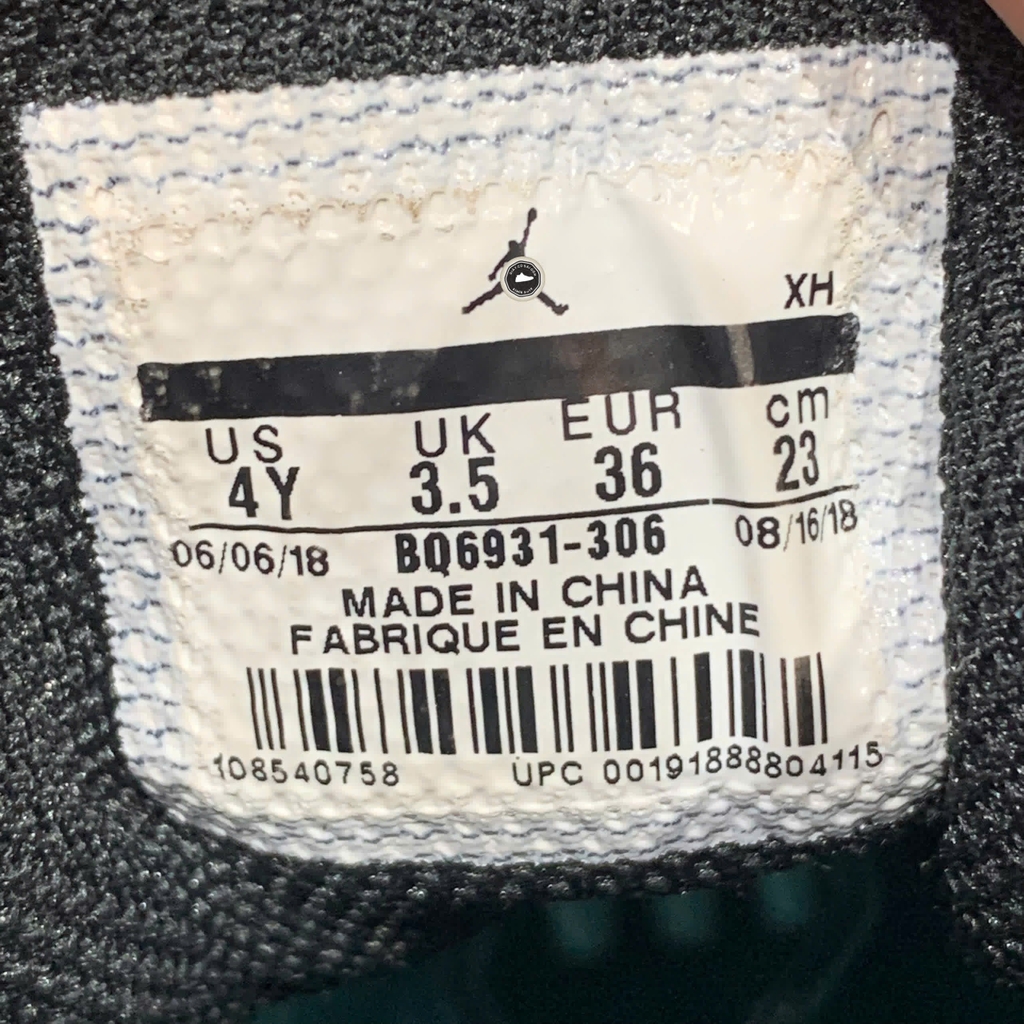 XH
US UK EUR cm
4Y 3.5 36 23
06/06/18 BQ6931-306 08/16/18
MADE IN CHINA
FABRIQUE EN CHINE
108540758 UPC 00191888804115